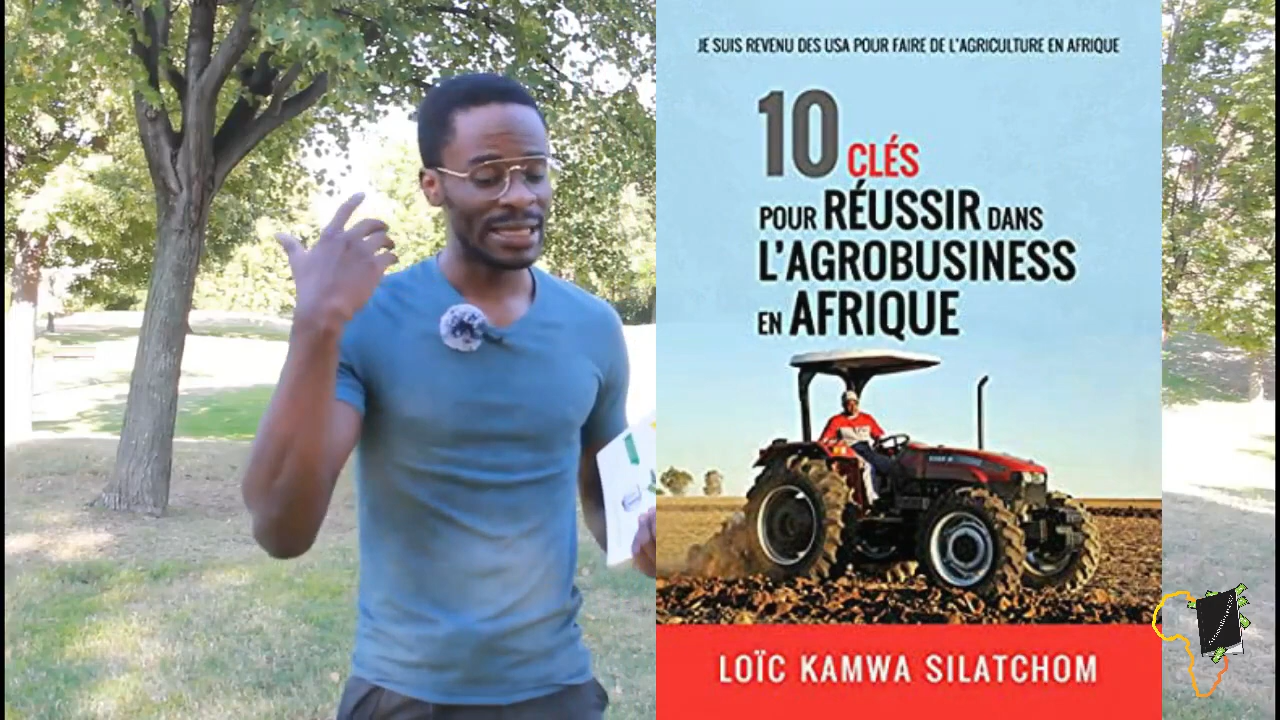 JE SUIS REVENU DES USA POUR FAIRE DE L'AGRICULTURE EN AFRIQUE
10 CLÉS
POUR RÉUSSIR DANS
L'AGROBUSINESS
EN AFRIQUE
LOÏC KAMWA SILATCHOM